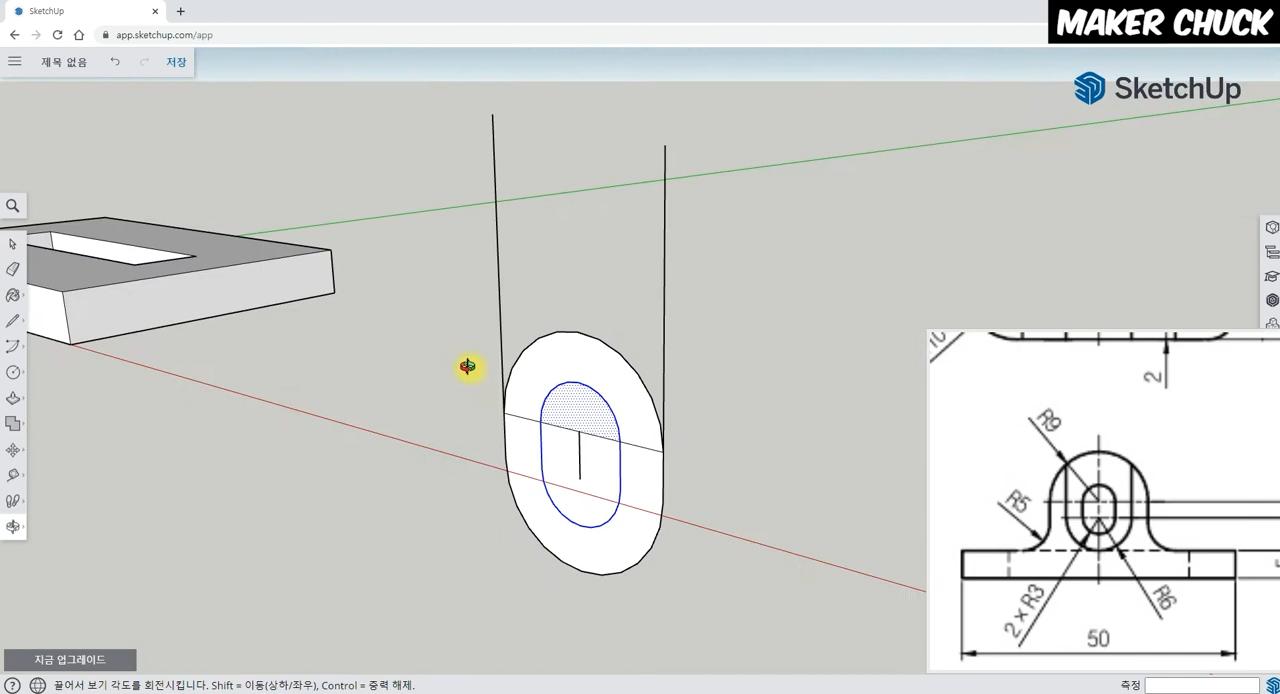 SketchUp
MAKER CHUCK
app.sketchup.com/app
제목 없음
저장
SketchUp
10
2
R9
R5
2×R3
R6
50
지금 업그레이드
끌어서 보기 각도를 회전시킵니다. Shift = 이동(상하/좌우), Control = 중력 해제.
측정